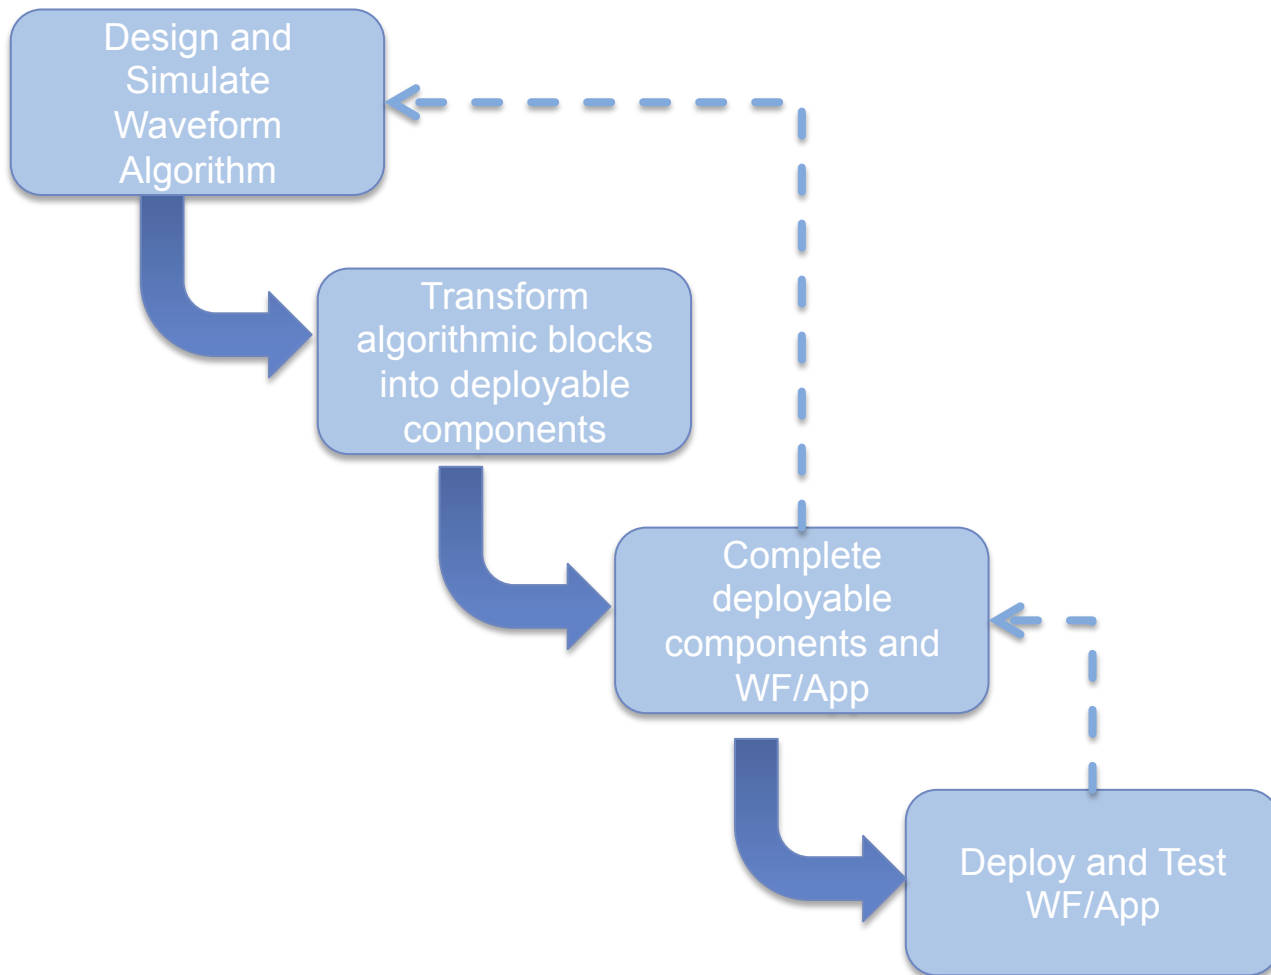 Design and
Simulate
Waveform
Algorithm
Transform
algorithmic blocks
into deployable
components
Complete
deployable
components and
WF/App
Deploy and Test
WF/App